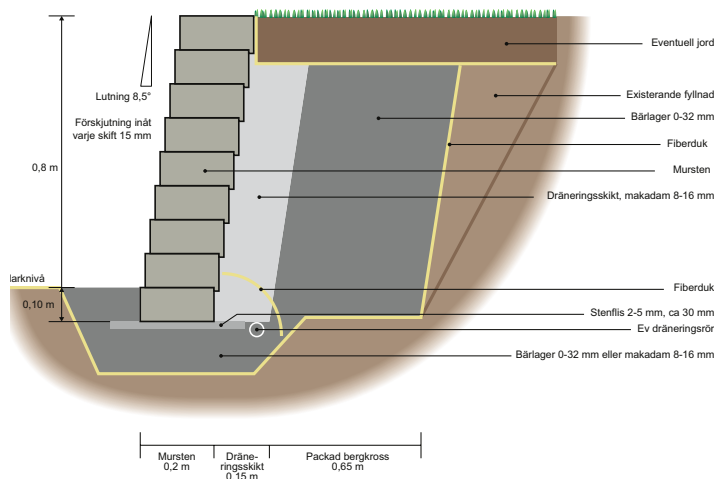 Eventuell jord
Lutning 8,5°
Existerande fyllnad
Förskjutning inåt
varje skift 15 mm
Bärlager 0-32 mm
Fiberduk
0,8 m
Mursten
Dräneringsskikt, makadam 8-16 mm
larknivå
Fiberduk
0,10 m
Stenflis 2-5 mm, ca 30 mm
Ev dräneringsrör
Bärlager 0-32 mm eller makadam 8-16 mm
Mursten
0,2 m
Dräne-
ringsskikt
0,15 m
Packad bergkross
0,65 m